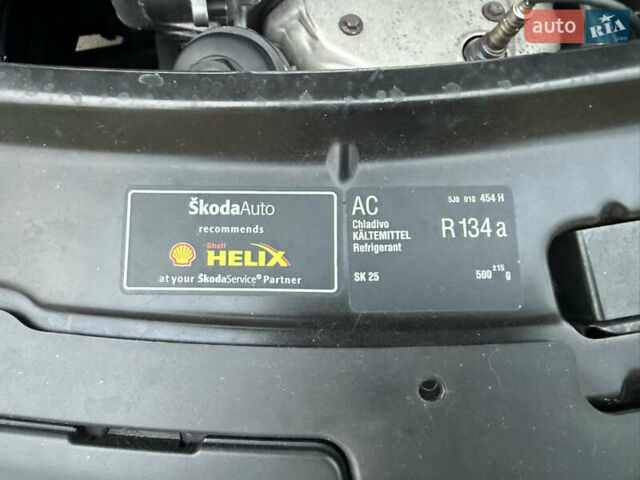 auto RIA
ŠkodaAuto
recommends
Shell
HELIX
at your ŠkodaService® Partner
AC
5J0 010 454 H
Chladivo
KÄLTEMITTEL
Refrigerant
R 134 a
SK 25
500 ±15 g